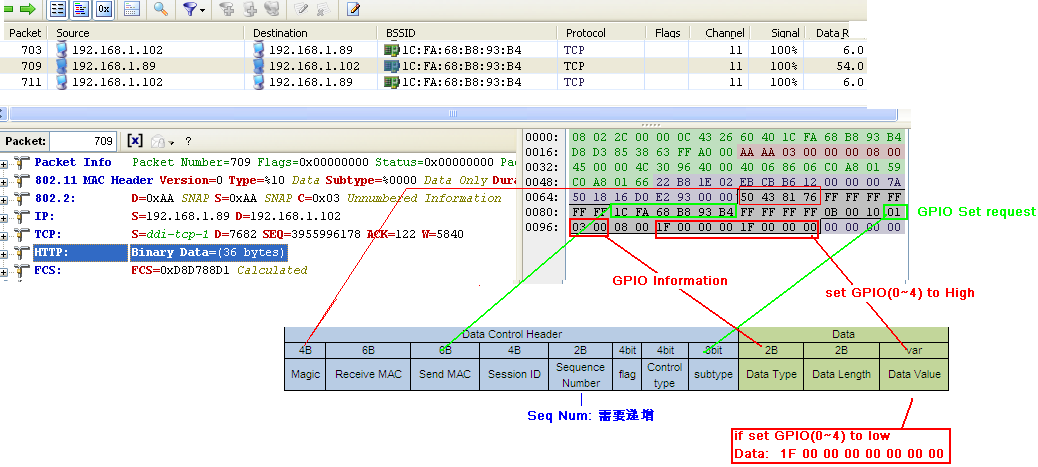 Packet Source Destination BSSID Protocol Flags Channel Signal Data R
703 192.168.1.102 192.168.1.89 1C:FA:68:B8:93:B4 TCP 11 100% 6.0
709 192.168.1.89 192.168.1.102 1C:FA:68:B8:93:B4 TCP 11 100% 54.0
711 192.168.1.102 192.168.1.89 1C:FA:68:B8:93:B4 TCP 11 100% 6.0
Packet: 709 [x] ?
Packet Info Packet Number=709 Flags=0x00000000 Status=0x00000000 Pac
802.11 MAC Header Version=0 Type=%10 Data Subtype=%0000 Data Only Dura
802.2: D=0xAA SNAP S=0xAA SNAP C=0x03 Unnumbered Information
IP: S=192.168.1.89 D=192.168.1.102
TCP: S=ddi-tcp-1 D=7682 SEQ=3955996178 ACK=122 W=5840
HTTP: Binary Data=(36 bytes)
FCS: FCS=0xD8D788D1 Calculated
0000: 08 02 2C 00 00 0C 43 26 60 40 1C FA 68 B8 93 B4
0016: D8 D3 85 38 63 FF A0 00 AA AA 03 00 00 00 08 00
0032: 45 00 00 4C 30 96 40 00 40 06 86 06 C0 A8 01 59
0048: C0 A8 01 66 22 B8 1E 02 EB CB B6 12 00 00 00 7A
0064: 50 18 16 D0 E2 93 00 00 50 43 81 76 FF FF FF FF
0080: FF FF 1C FA 68 B8 93 B4 FF FF FF FF 0B 00 10 01
0096: 03 00 08 00 1F 00 00 00 1F 00 00 00 00 00 00
GPIO Set request
GPIO Information
set GPIO(0~4) to High
Data Control Header Data
4B 6B 6B 4B 2B 4bit 4bit 8bit 2B 2B var
Magic Receive MAC Send MAC Session ID Sequence Number flag Control type subtype Data Type Data Length Data Value
Seq Num: 需要递增
if set GPIO(0~4) to low
Data: 1F 00 00 00 00 00 00 00